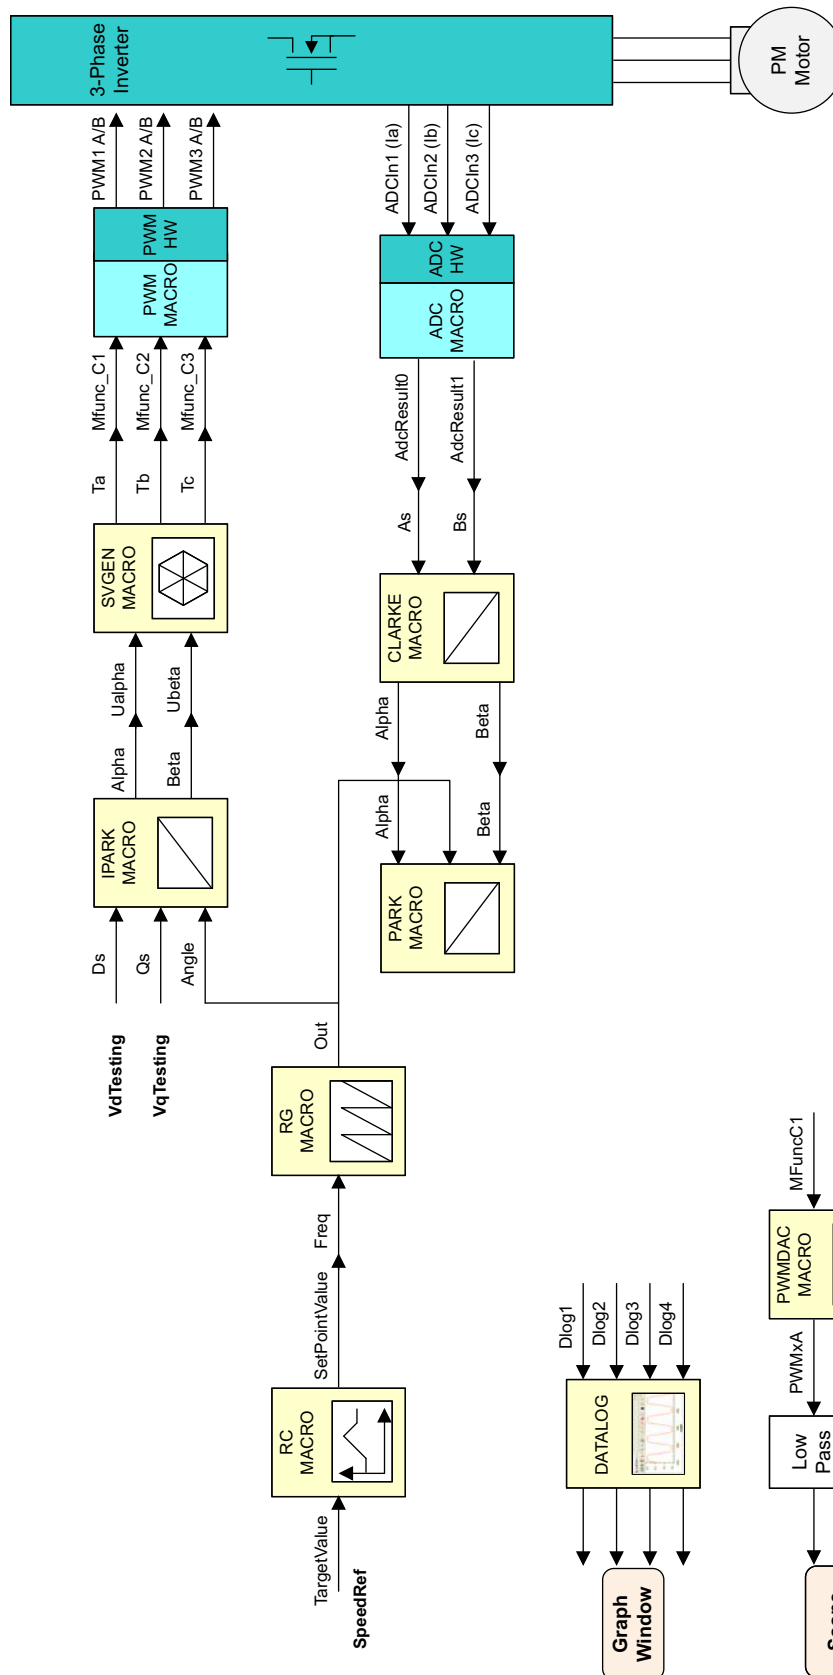 VdTesting
Ds
VqTesting
Qs
Angle
IPARK
MACRO
Alpha
Ualpha
Beta
Ubeta
SVGEN
MACRO
Ta
Mfunc_C1
Tb
Mfunc_C2
Tc
Mfunc_C3
PWM
MACRO
PWM
HW
PWM1 A/B
PWM2 A/B
PWM3 A/B
3-Phase
Inverter
SpeedRef
TargetValue
RC
MACRO
SetPointValue
Freq
RG
MACRO
Out
PARK
MACRO
Alpha
Alpha
Beta
Beta
CLARKE
MACRO
As
AdcResult0
Bs
AdcResult1
ADC
MACRO
ADC
HW
ADCIn1 (Ia)
ADCIn2 (Ib)
ADCIn3 (Ic)
PM
Motor
Graph
Window
DATALOG
Dlog1
Dlog2
Dlog3
Dlog4
Low
Pass
PWMxA
PWMDAC
MACRO
MFuncC1